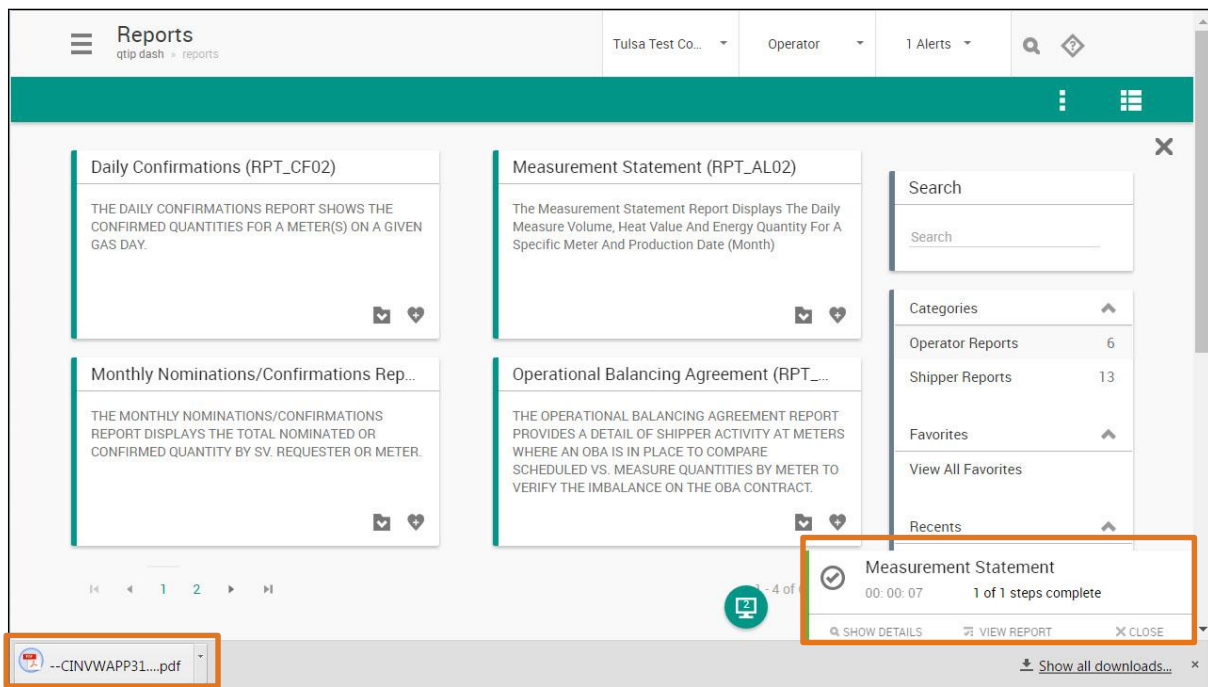 Reports
qtip dash » reports
Tulsa Test Co...
Operator
1 Alerts
Daily Confirmations (RPT_CF02)
THE DAILY CONFIRMATIONS REPORT SHOWS THE
CONFIRMED QUANTITIES FOR A METER(S) ON A GIVEN
GAS DAY.
Measurement Statement (RPT_AL02)
The Measurement Statement Report Displays The Daily
Measure Volume, Heat Value And Energy Quantity For A
Specific Meter And Production Date (Month)
Monthly Nominations/Confirmations Rep...
THE MONTHLY NOMINATIONS/CONFIRMATIONS
REPORT DISPLAYS THE TOTAL NOMINATED OR
CONFIRMED QUANTITY BY SV. REQUESTER OR METER.
Operational Balancing Agreement (RPT_...
THE OPERATIONAL BALANCING AGREEMENT REPORT
PROVIDES A DETAIL OF SHIPPER ACTIVITY AT METERS
WHERE AN OBA IS IN PLACE TO COMPARE
SCHEDULED VS. MEASURE QUANTITIES BY METER TO
VERIFY THE IMBALANCE ON THE OBA CONTRACT.
Search
Search
Categories
Operator Reports 6
Shipper Reports 13
Favorites
View All Favorites
Recents
1 2
- 4 of
2
Measurement Statement
00: 00: 07 1 of 1 steps complete
SHOW DETAILS VIEW REPORT CLOSE
--CINVWAPP31....pdf
Show all downloads...